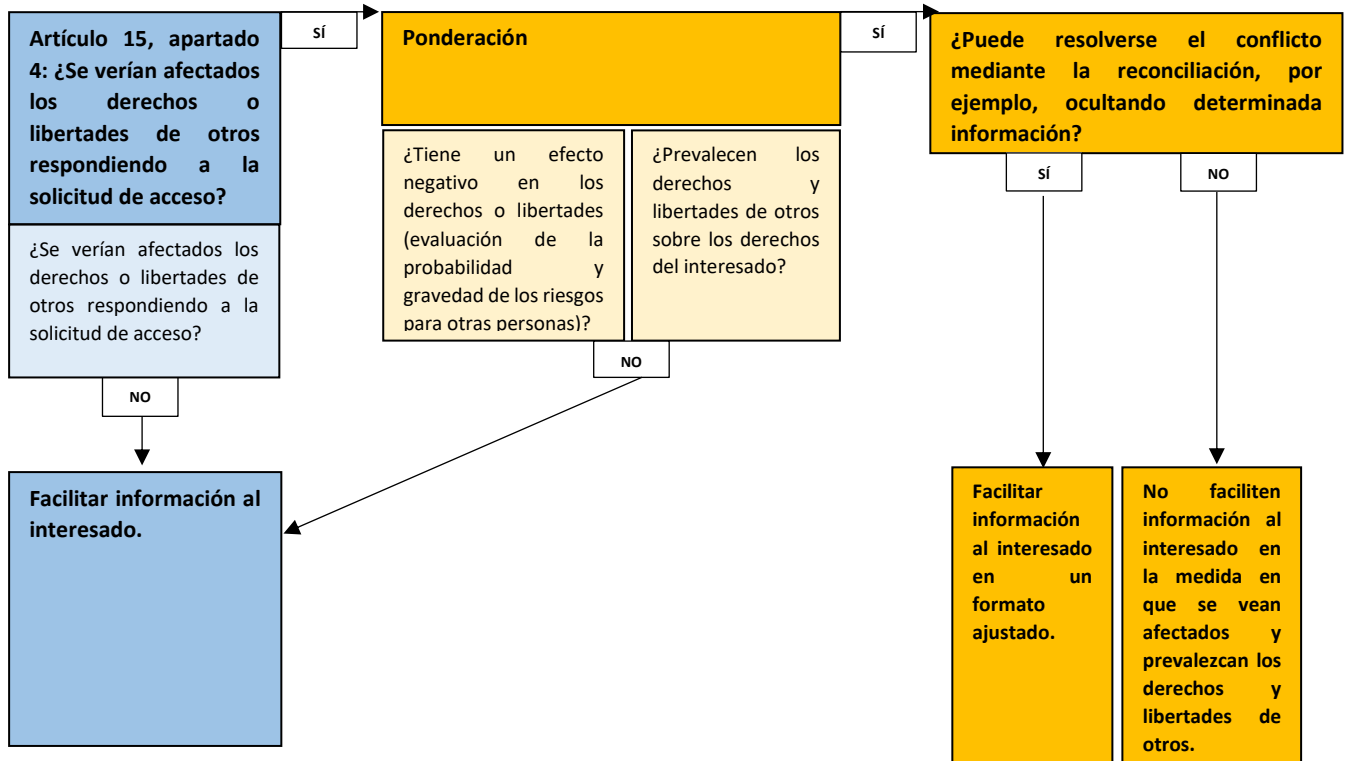 Artículo 15, apartado
4: ¿Se verían afectados
los derechos o
libertades de otros
respondiendo a la
solicitud de acceso?
¿Se verían afectados los
derechos o libertades de
otros respondiendo a la
solicitud de acceso?
SÍ
NO
Ponderación
¿Tiene un efecto
negativo en los
derechos o libertades
(evaluación de la
probabilidad y
gravedad de los riesgos
para otras personas)?
¿Prevalecen los
derechos y
libertades de otros
sobre los derechos
del interesado?
SÍ
NO
¿Puede resolverse el conflicto
mediante la reconciliación, por
ejemplo, ocultando determinada
información?
SÍ
NO
Facilitar información al
interesado.
Facilitar
información
al interesado
en un
formato
ajustado.
No faciliten
información al
interesado en
la medida en
que se vean
afectados y
prevalezcan los
derechos y
libertades de
otros.